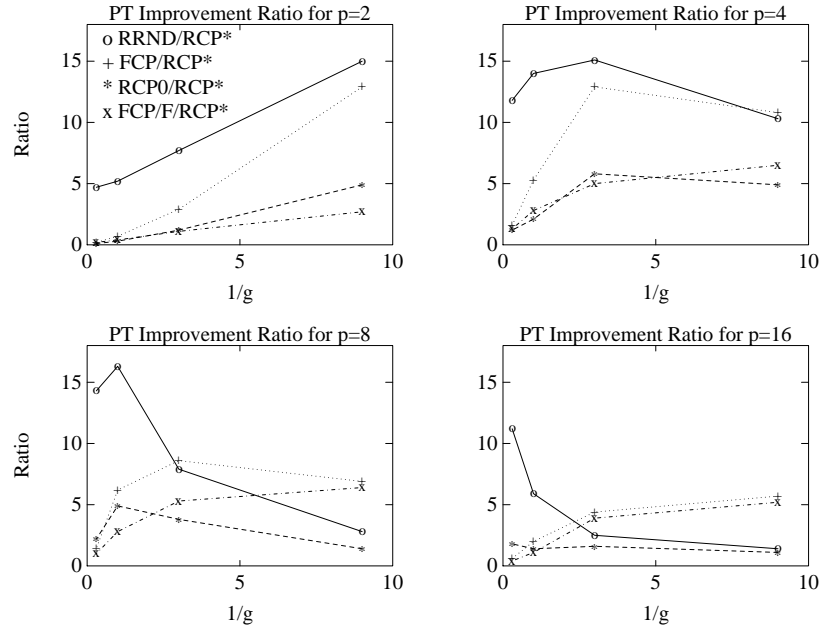 PT Improvement Ratio for p=2
o RRND/RCP*
+ FCP/RCP*
* RCP0/RCP*
x FCP/F/RCP*
15
10
5
0
Ratio
0
5
10
1/g
PT Improvement Ratio for p=4
15
10
5
0
0
5
10
1/g
PT Improvement Ratio for p=8
15
10
5
0
Ratio
0
5
10
1/g
PT Improvement Ratio for p=16
15
10
5
0
0
5
10
1/g